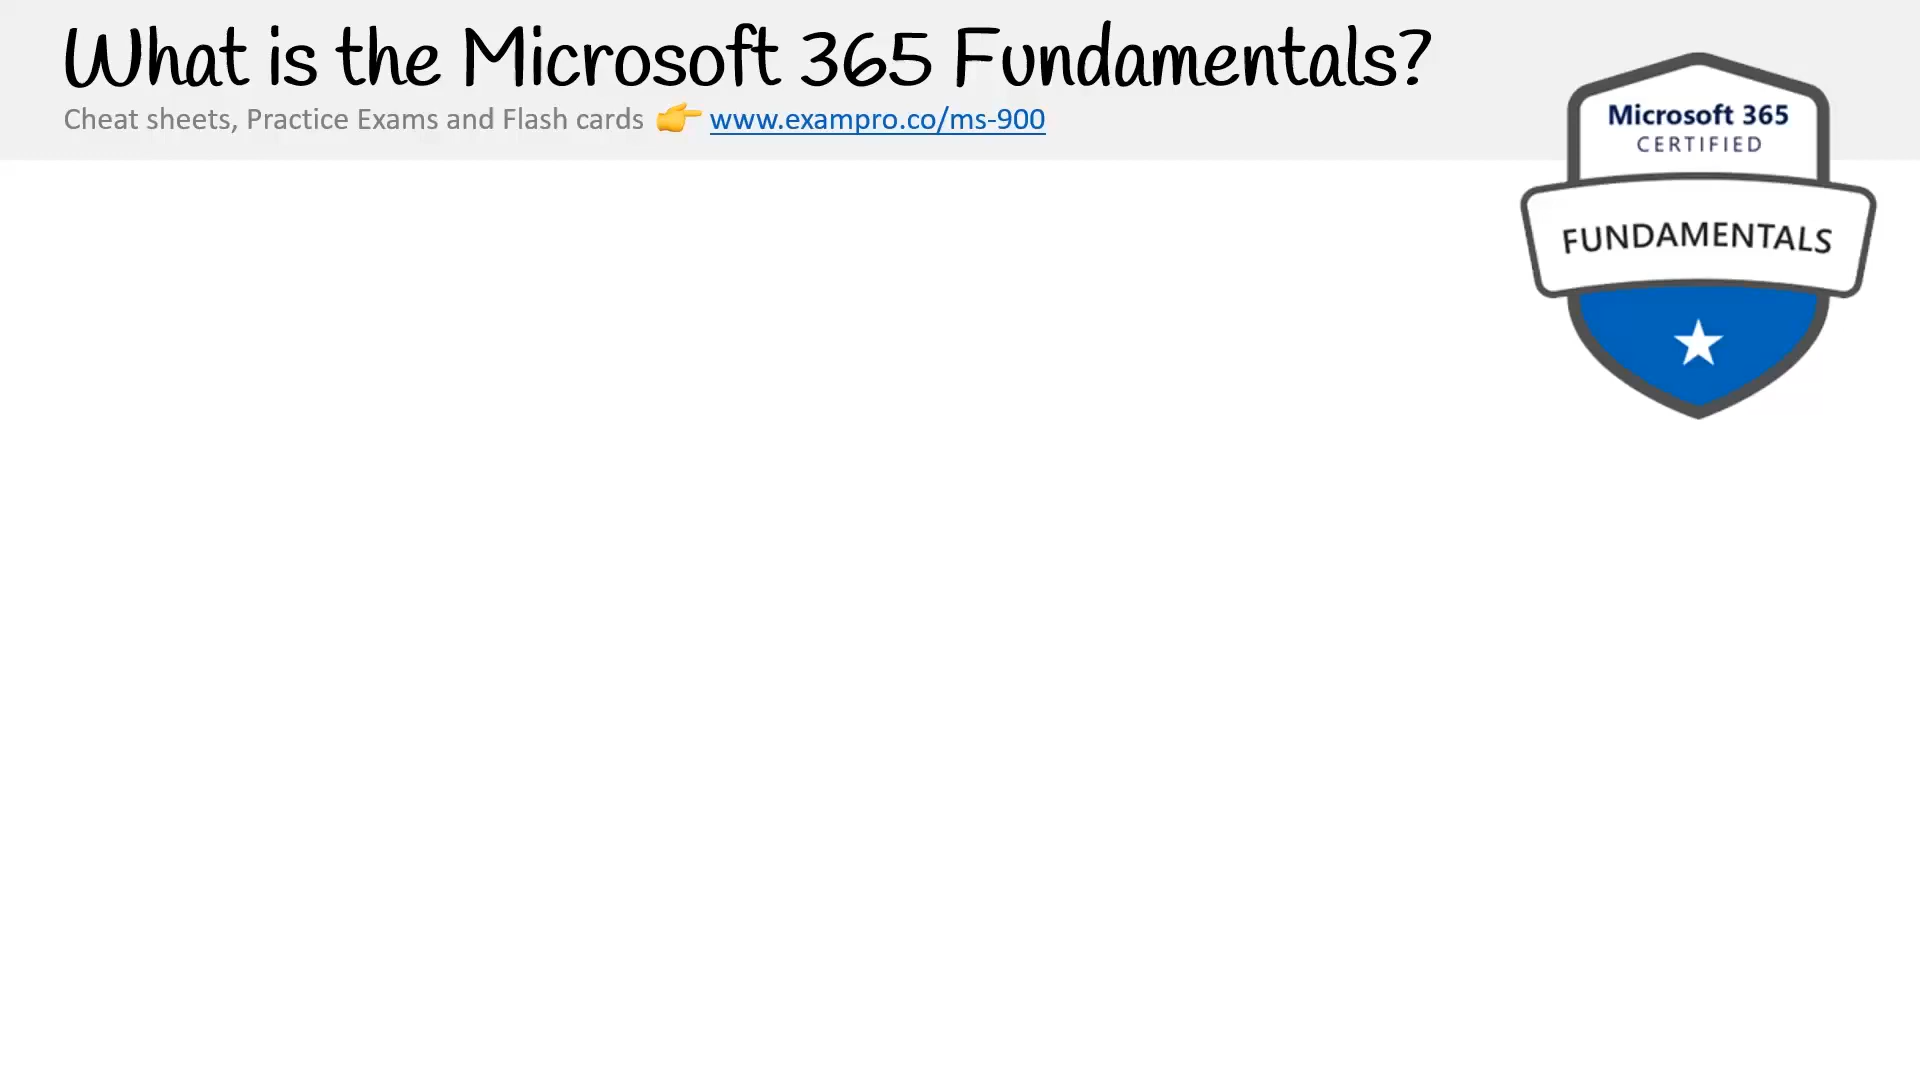 What is the Microsoft 365 Fundamentals?
Cheat sheets, Practice Exams and Flash cards 👉 www.exampro.co/ms-900
Microsoft 365
CERTIFIED
FUNDAMENTALS